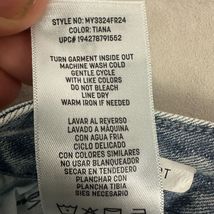 STYLE NO: MY3324FR24
COLOR: TIANA
UPC# 194278791552
TURN GARMENT INSIDE OUT
MACHINE WASH COLD
GENTLE CYCLE
WITH LIKE COLORS
DO NOT BLEACH
LINE DRY
WARM IRON IF NEEDED
LAVAR AL REVERSO
LAVADO A MÁQUINA
CON AGUA FRIA
CICLO DELICADO
CON COLORES SIMILARES
NO USAR BLANQUEADOR
SECAR EN TENDEDERO
PLANCHAR CON
PLANCHA TIBIA
SIES NECESARIO